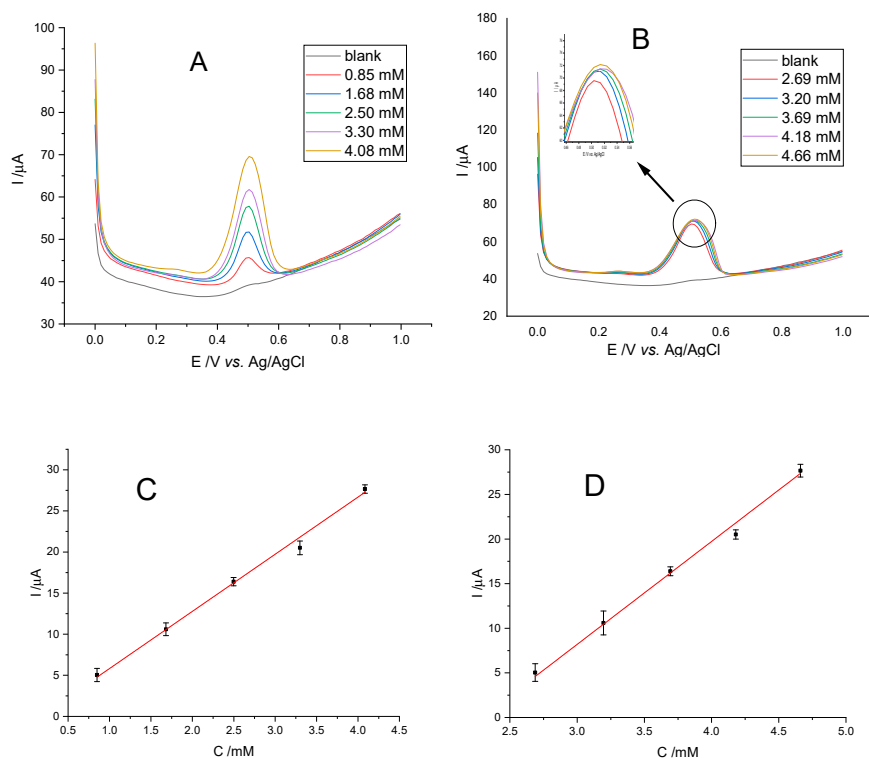 A
I /µA
100
90
80
70
60
50
40
30
0.0 0.2 0.4 0.6 0.8 1.0
E /V vs. Ag/AgCl
blank
0.85 mM
1.68 mM
2.50 mM
3.30 mM
4.08 mM
B
I /µA
180
160
140
120
100
80
60
40
20
0.0 0.2 0.4 0.6 0.8 1.0
E /V vs. Ag/AgCl
blank
2.69 mM
3.20 mM
3.69 mM
4.18 mM
4.66 mM
E /V vs Ag/AgCl
C
I /µA
30
25
20
15
10
5
0
0.5 1.0 1.5 2.0 2.5 3.0 3.5 4.0 4.5
C /mM
D
I /µA
30
25
20
15
10
5
0
2.5 3.0 3.5 4.0 4.5 5.0
C /mM